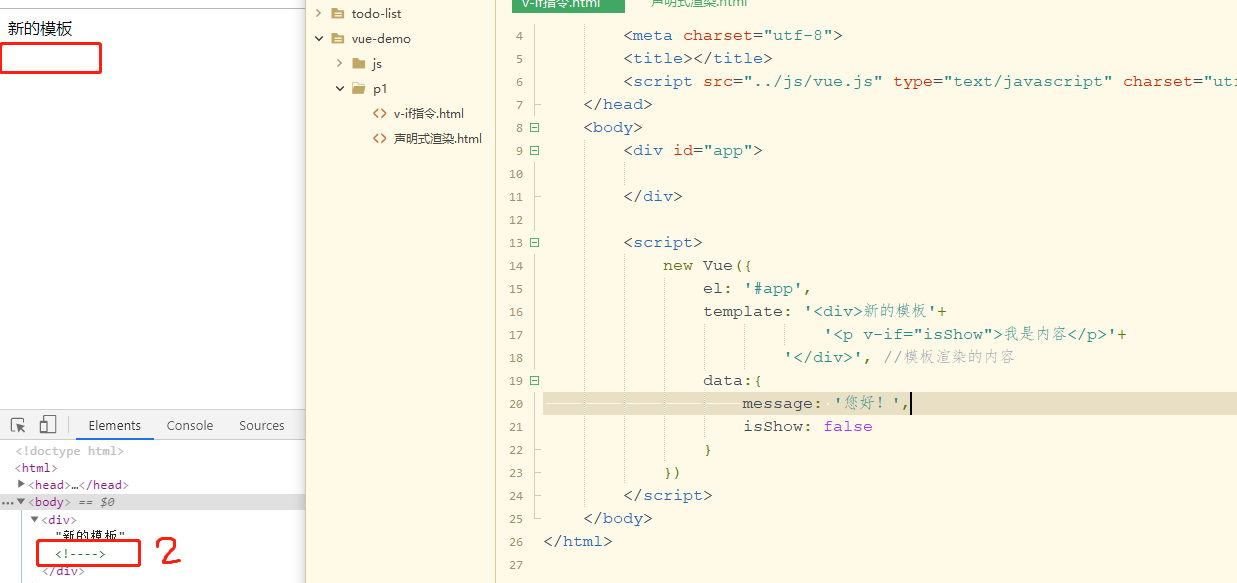 新的模板
Elements Console Sources
<!doctype html>
<html>
<head>…</head>
<body> == $0
<div>
"新的模板"
<!---->
</div>
2
todo-list
vue-demo
js
p1
v-if指令.html
声明式渲染.html
v-if指令.html 声明式渲染.html
4 <meta charset="utf-8">
5 <title></title>
6 <script src="../js/vue.js" type="text/javascript" charset="ut
7 </head>
8 <body>
9 <div id="app">
10
11 </div>
12
13 <script>
14 new Vue({
15 el: '#app',
16 template: '<div>新的模板'+
17 '<p v-if="isShow">我是内容</p>'+
18 '</div>', //模板渲染的内容
19 data:{
20 message: '您好！',
21 isShow: false
22 }
23 })
24 </script>
25 </body>
26 </html>
27